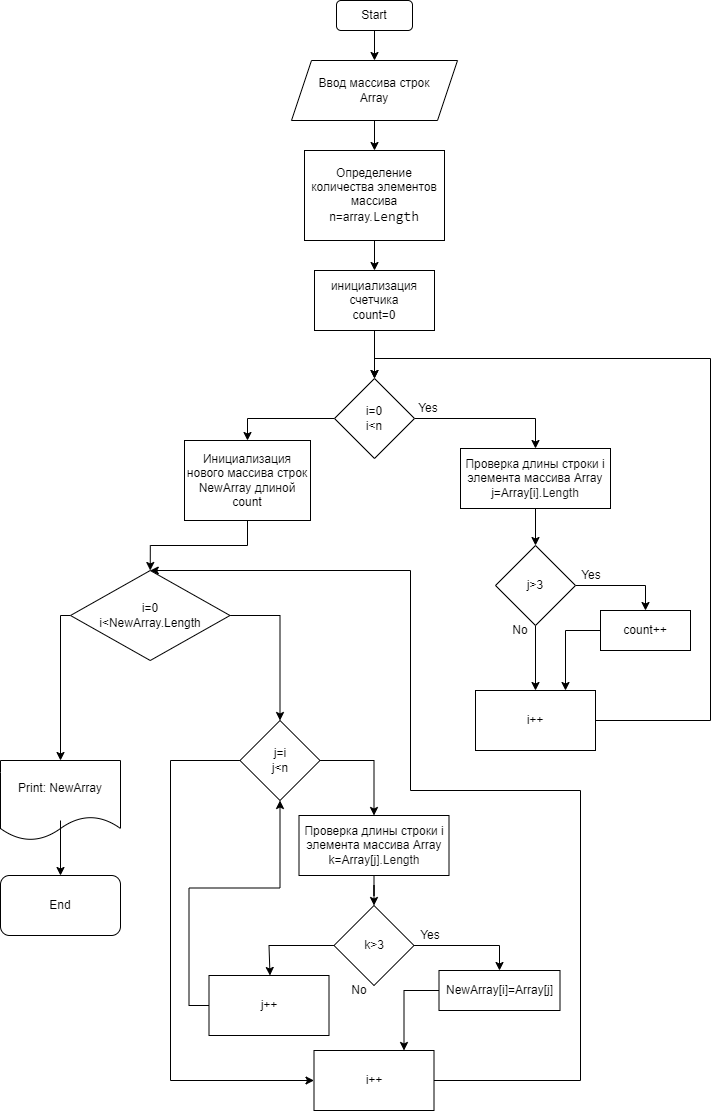 Start
Ввод массива строк
Array
Определение
количества элементов
массива
n=array.Length
инициализация
счетчика
count=0
i=0
i<n
Yes
Инициализация
нового массива строк
NewArray длиной
count
Проверка длины строки i
элемента массива Array
j=Array[i].Length
j>3
Yes
No
count++
i++
i=0
i<NewArray.Length
j=i
j<n
Print: NewArray
Проверка длины строки i
элемента массива Array
k=Array[j].Length
End
k>3
Yes
No
j++
NewArray[i]=Array[j]
i++